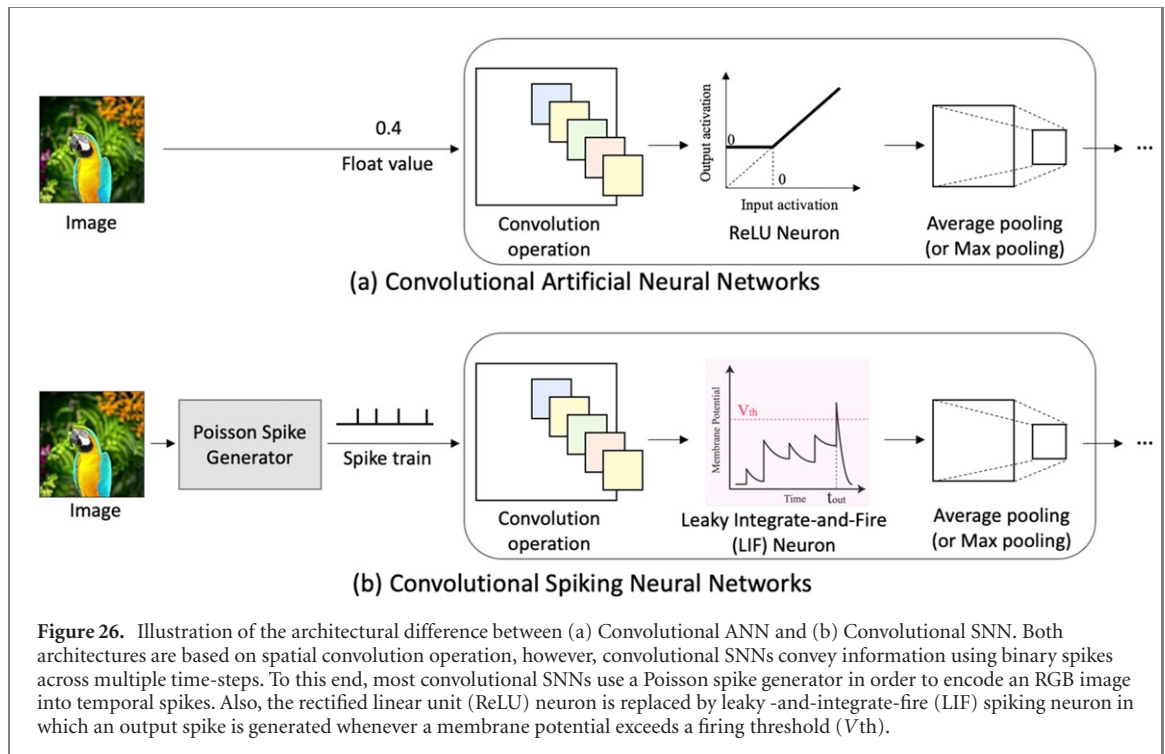 0.4
Float value
Image
Output activation
0
0
Input activation
ReLU Neuron
Convolution
operation
Average pooling
(or Max pooling)
...
(a) Convolutional Artificial Neural Networks
Image
Poisson Spike
Generator
Spike train
Convolution
operation
Membrane Potential
Vth
Time
tout
Leaky Integrate-and-Fire
(LIF) Neuron
Average pooling
(or Max pooling)
...
(b) Convolutional Spiking Neural Networks
Figure 26. Illustration of the architectural difference between (a) Convolutional ANN and (b) Convolutional SNN. Both
architectures are based on spatial convolution operation, however, convolutional SNNs convey information using binary spikes
across multiple time-steps. To this end, most convolutional SNNs use a Poisson spike generator in order to encode an RGB image
into temporal spikes. Also, the rectified linear unit (ReLU) neuron is replaced by leaky -and-integrate-fire (LIF) spiking neuron in
which an output spike is generated whenever a membrane potential exceeds a firing threshold (Vth).